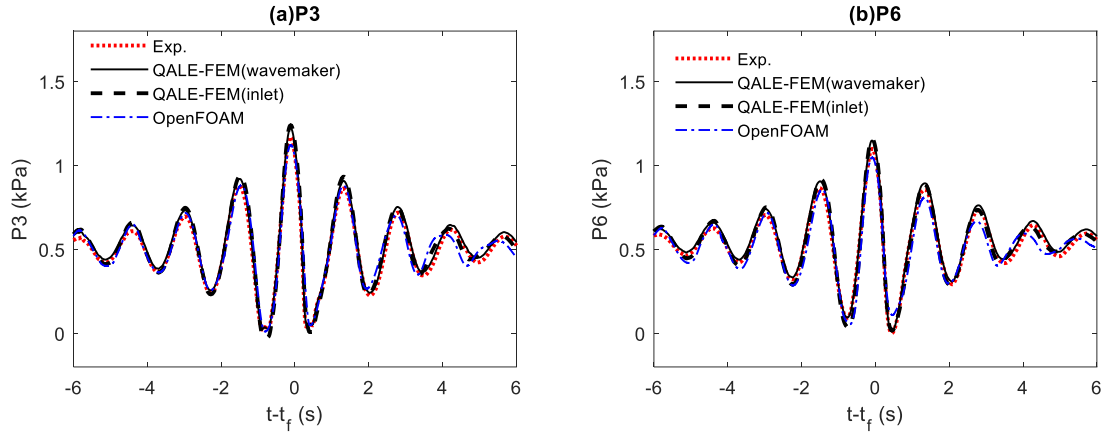 (a)P3
Exp.
QALE-FEM(wavemaker)
QALE-FEM(inlet)
OpenFOAM
P3 (kPa)
1.5
1
0.5
0
-6 -4 -2 0 2 4 6
t-t_f (s)
(b)P6
Exp.
QALE-FEM(wavemaker)
QALE-FEM(inlet)
OpenFOAM
P6 (kPa)
1.5
1
0.5
0
-6 -4 -2 0 2 4 6
t-t_f (s)